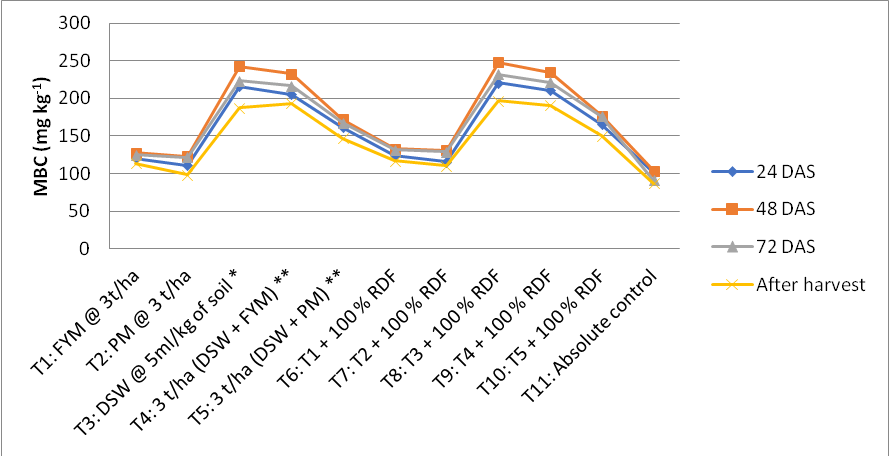 MBC (mg kg⁻¹)
300
250
200
150
100
50
0
T1: FYM @ 3t/ha
T2: PM @ 3 t/ha
T3: DSW @ 5ml/kg of soil *
T4: 3 t/ha (DSW + FYM) **
T5: 3 t/ha (DSW + PM) **
T6: T1 + 100% RDF
T7: T2 + 100% RDF
T8: T3 + 100% RDF
T9: T4 + 100% RDF
T10: T5 + 100% RDF
T11: Absolute control
24 DAS
48 DAS
72 DAS
After harvest